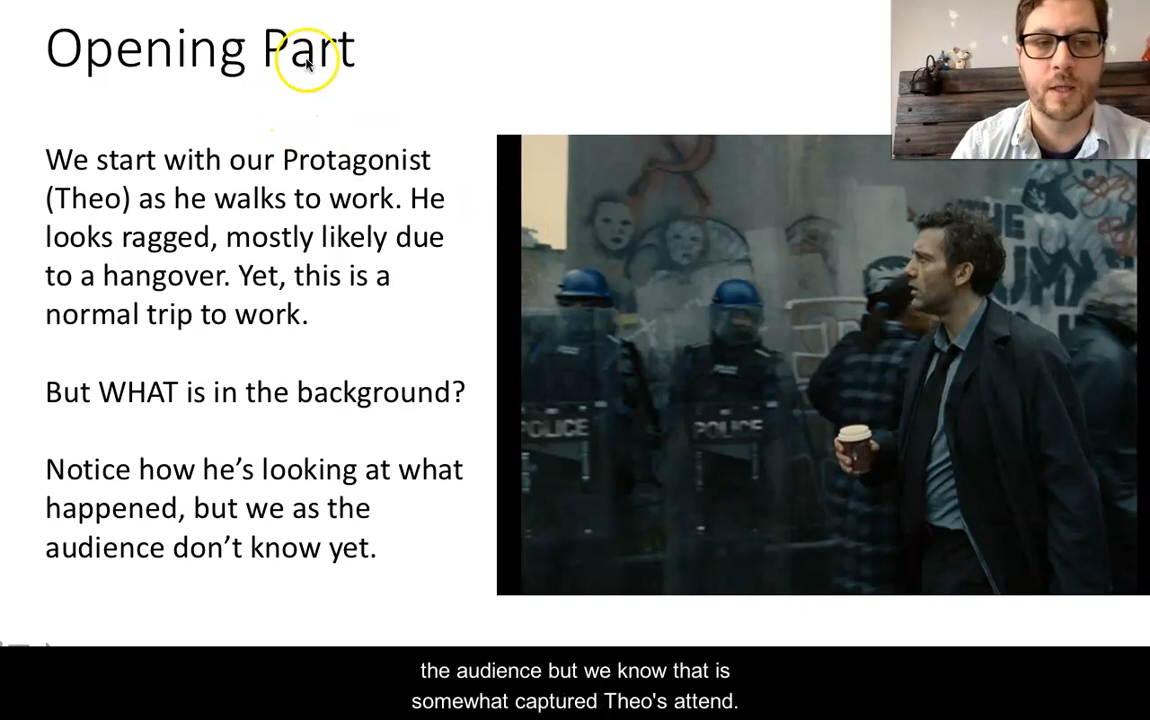 Opening Part
We start with our Protagonist
(Theo) as he walks to work. He
looks ragged, mostly likely due
to a hangover. Yet, this is a
normal trip to work.
But WHAT is in the background?
Notice how he's looking at what
happened, but we as the
audience don't know yet.
THE
POLICE
POLICE
the audience but we know that is
somewhat captured Theo's attend.